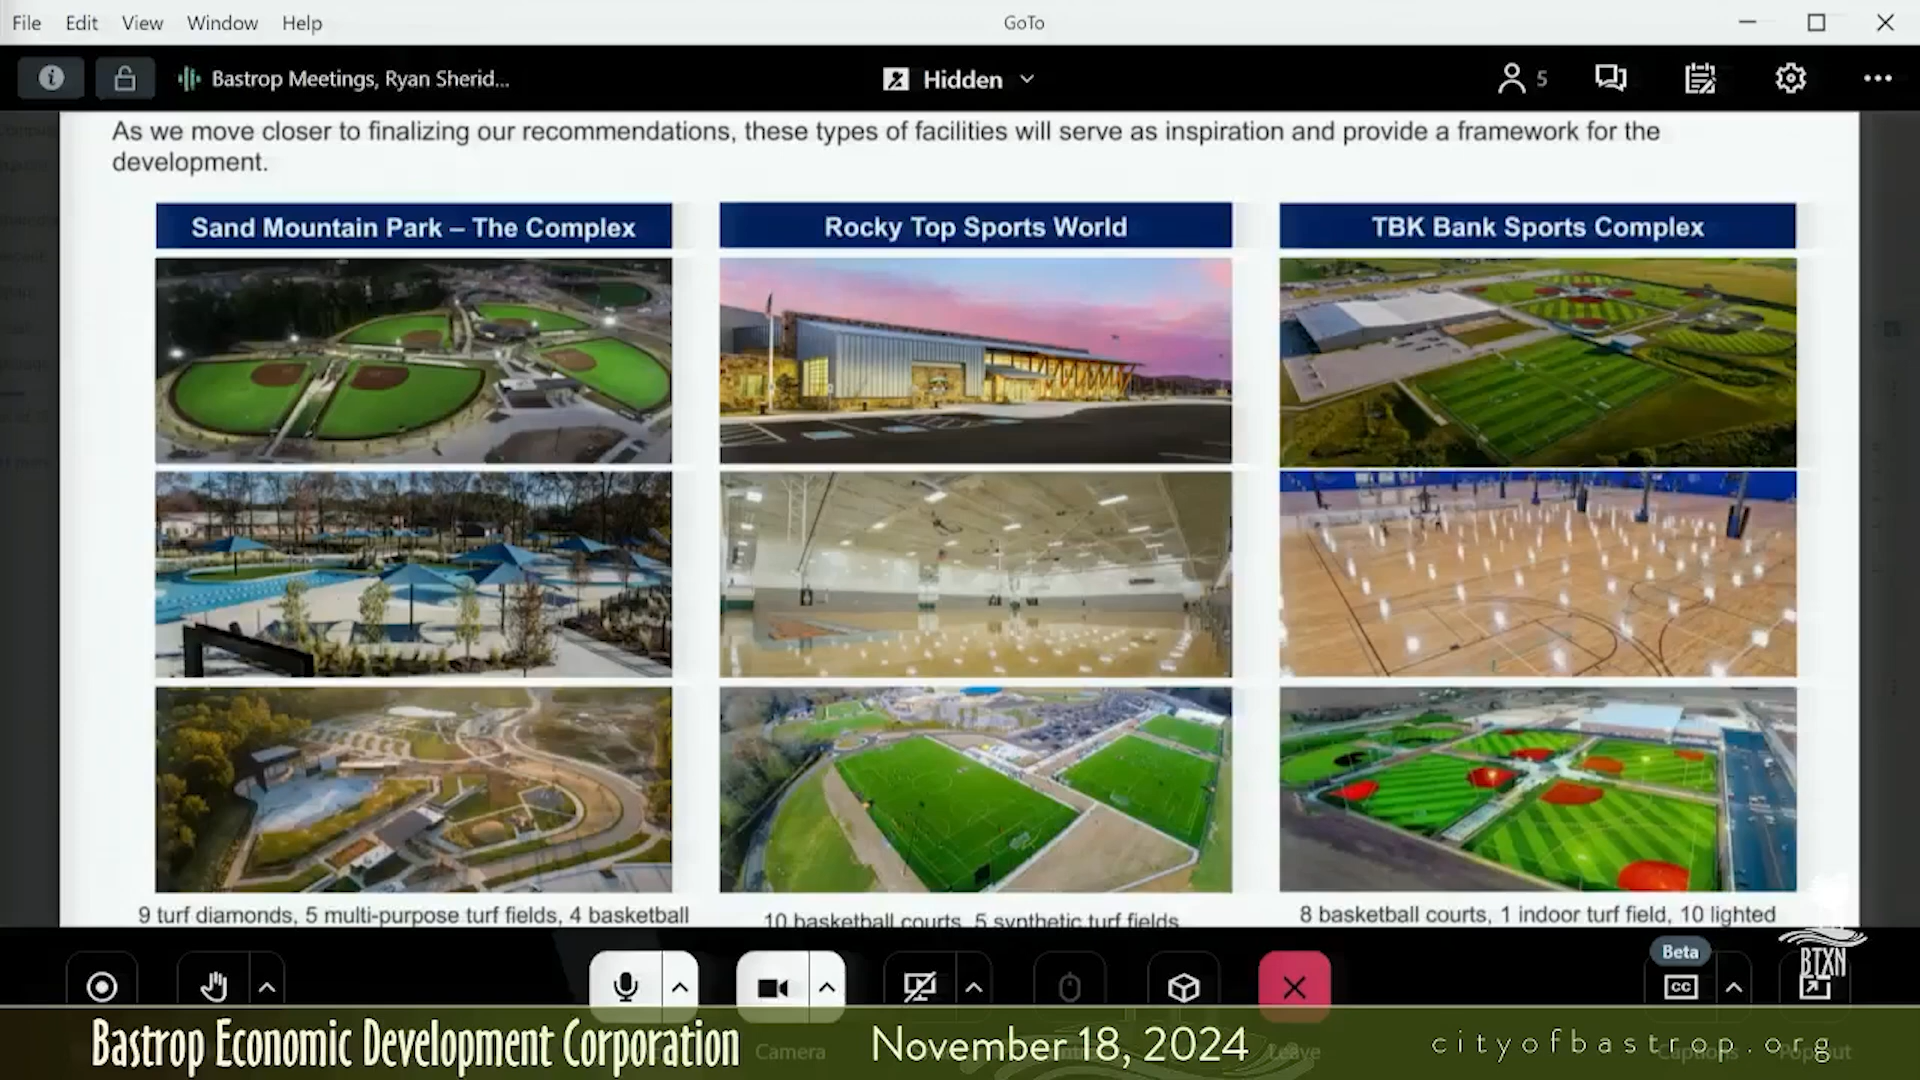 File Edit View Window Help
GoTo
Bastrop Meetings, Ryan Sherid...
Hidden
5
As we move closer to finalizing our recommendations, these types of facilities will serve as inspiration and provide a framework for the
development.
Sand Mountain Park – The Complex
Rocky Top Sports World
TBK Bank Sports Complex
9 turf diamonds, 5 multi-purpose turf fields, 4 basketball
10 basketball courts, 5 synthetic turf fields
8 basketball courts, 1 indoor turf field, 10 lighted
Beta
CC
BTXN
Bastrop Economic Development Corporation
Camera
November 18, 2024
Leave
cityofbastrop.org
Captions